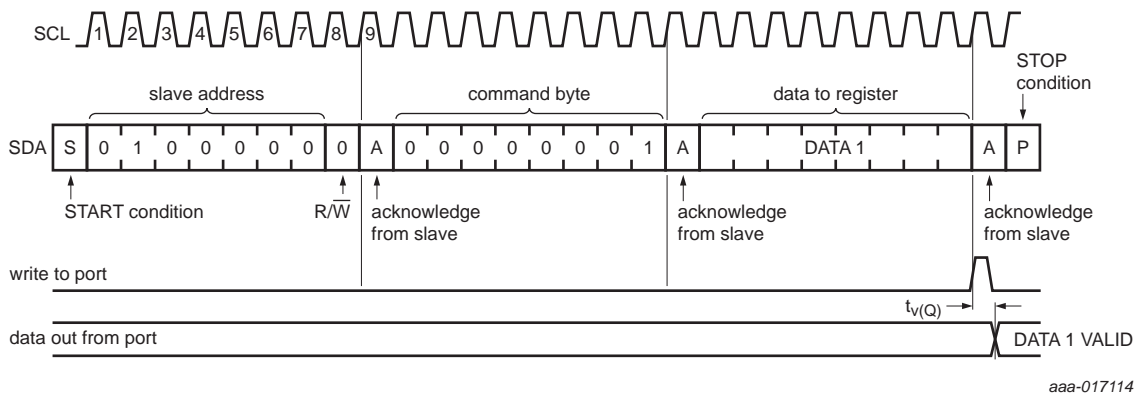 SCL 1 2 3 4 5 6 7 8 9
STOP
condition
slave address command byte data to register
SDA S 0 1 0 0 0 0 0 0 A 0 0 0 0 0 0 0 1 A DATA 1 A P
START condition R/W̅ acknowledge
from slave acknowledge
from slave acknowledge
from slave
write to port
tv(Q)
data out from port DATA 1 VALID
aaa-017114